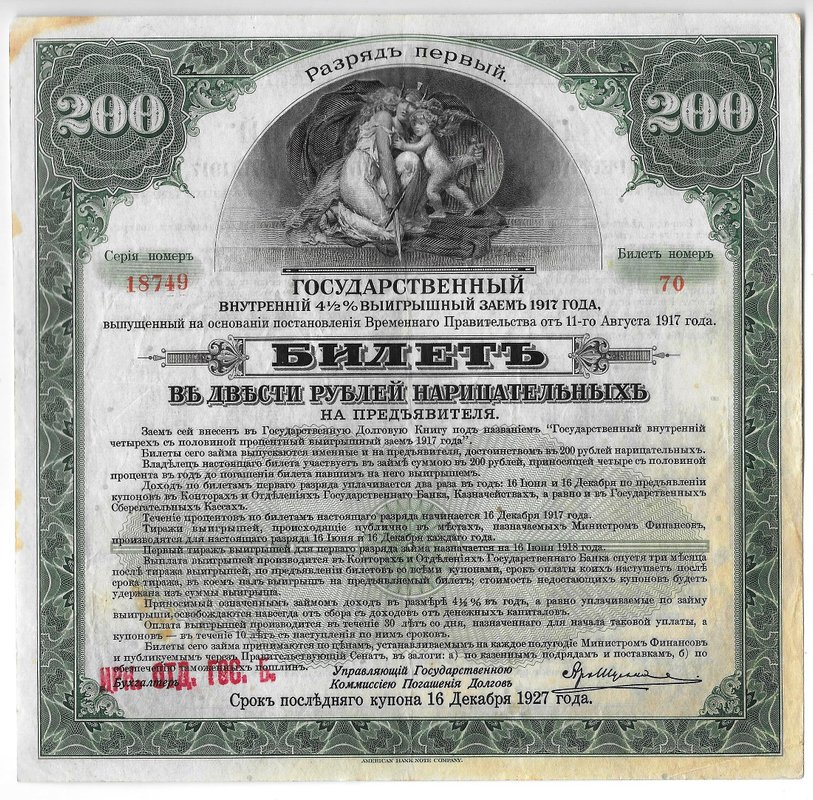 Разрядъ первый.
200
200
Серія номеръ
18749
Билетъ номеръ
70
ГОСУДАРСТВЕННЫЙ
ВНУТРЕННІЙ 4½% ВЫИГРЫШНЫЙ ЗАЕМЪ 1917 ГОДА,
выпущенный на основаніи постановленія Временнаго Правительства отъ 11-го Августа 1917 года.
БИЛЕТЪ
ВЪ ДВѢСТИ РУБЛЕЙ НАРИЦАТЕЛЬНЫХЪ
НА ПРЕДЪЯВИТЕЛЯ.
Заемъ сей внесенъ въ Государственную Долговую Книгу подъ названіемъ "Государственный внутренній
четырехъ съ половиной процентный выигрышный заемъ 1917 года".
Билеты сего займа выпускаются именные и на предъявителя, достоинствомъ въ 200 рублей нарицательныхъ.
Владѣлецъ настоящаго билета участвуетъ въ займѣ суммою въ 200 рублей, приносящей четыре съ половиной
процента въ годъ до погашенія билета павшимъ на него выигрышемъ.
Доходъ по билетамъ перваго разряда уплачивается два раза въ годъ: 16 Іюня и 16 Декабря по предъявленіи
купоновъ въ Конторахъ и Отдѣленіяхъ Государственнаго Банка, Казначействахъ, а равно и въ Государственныхъ
Сберегательныхъ Кассахъ.
Теченіе процентовъ по билетамъ настоящаго разряда начинается 16 Декабря 1917 года.
Тиражи выигрышей, происходящіе публично въ мѣстахъ, назначаемыхъ Министромъ Финансовъ,
производятся для настоящаго разряда 16 Іюня и 16 Декабря каждаго года.
Первый тиражъ выигрышей для перваго разряда займа назначается на 16 Іюня 1918 года.
Выплата выигрышей производится въ Конторахъ и Отдѣленіяхъ Государственнаго Банка спустя три мѣсяца
послѣ тиража выигрышей, по предъявленіи билетовъ со всѣми купонами, срокъ оплаты коихъ наступаетъ послѣ
срока тиража, въ коемъ палъ выигрышъ на предъявляемый билетъ; стоимость недостающихъ купоновъ будетъ
удержана изъ суммы выигрыша.
Приносимый означеннымъ займомъ доходъ въ размѣрѣ 4½% въ годъ, а равно уплачиваемые по займу
выигрыши, освобождаются навсегда отъ сбора съ доходовъ отъ денежныхъ капиталовъ.
Оплата выигрышей производится въ теченіе 30 лѣтъ со дня, назначеннаго для начала таковой уплаты, а
купоновъ — въ теченіе 10 лѣтъ съ наступленія по нимъ сроковъ.
Билеты сего займа принимаются по цѣнамъ, устанавливаемымъ на каждое полугодіе Министромъ Финансовъ
и публикуемымъ чрезъ Правительствующій Сенатъ, въ залоги: а) по казеннымъ подрядамъ и поставкамъ, б) по
обезпеченію таможенныхъ пошлинъ.
ОТД. ГОС. Б.
Бухгалтеръ
Управляющій Государственною
Коммиссіею Погашенія Долговъ
Срокъ послѣдняго купона 16 Декабря 1927 года.
AMERICAN BANK NOTE COMPANY.